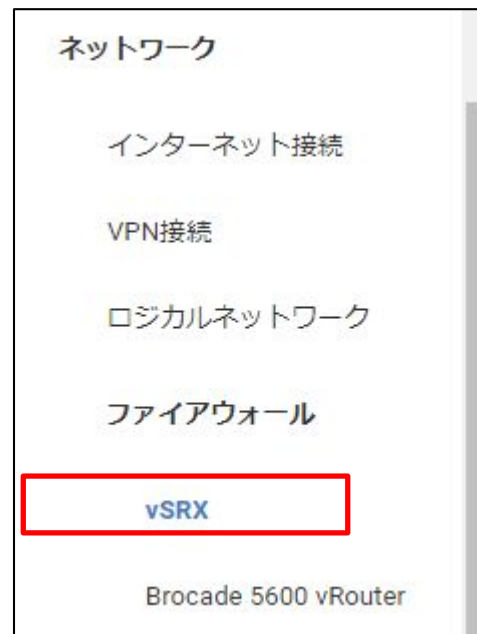 ネットワーク
インターネット接続
VPN接続
ロジカルネットワーク
ファイアウォール
vSRX
Brocade 5600 vRouter